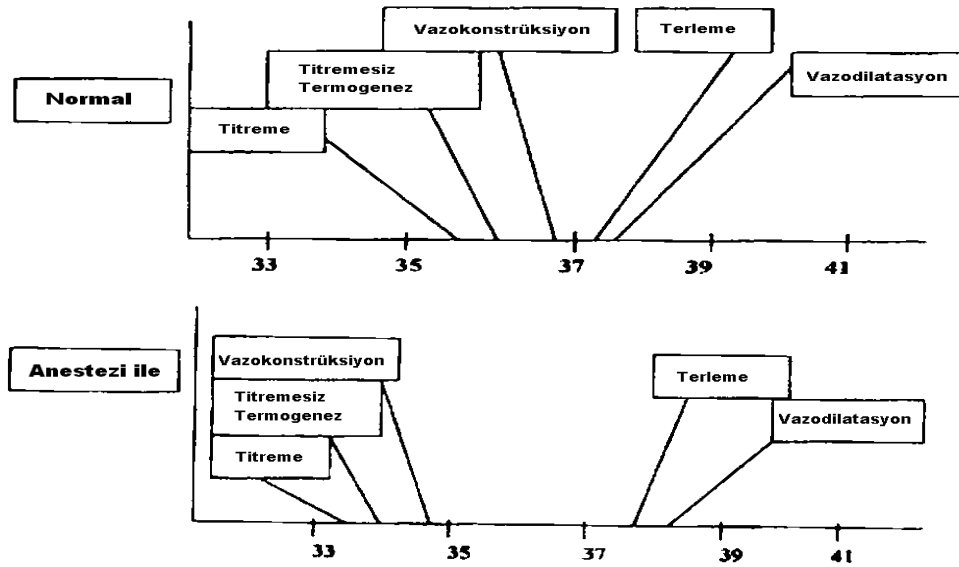 Vazokonstrüksiyon
Terleme
Titremesiz
Termogenez
Vazodilatasyon
Normal
Titreme
33 35 37 39 41
Anestezi ile
Vazokonstrüksiyon
Terleme
Titremesiz
Termogenez
Vazodilatasyon
Titreme
33 35 37 39 41